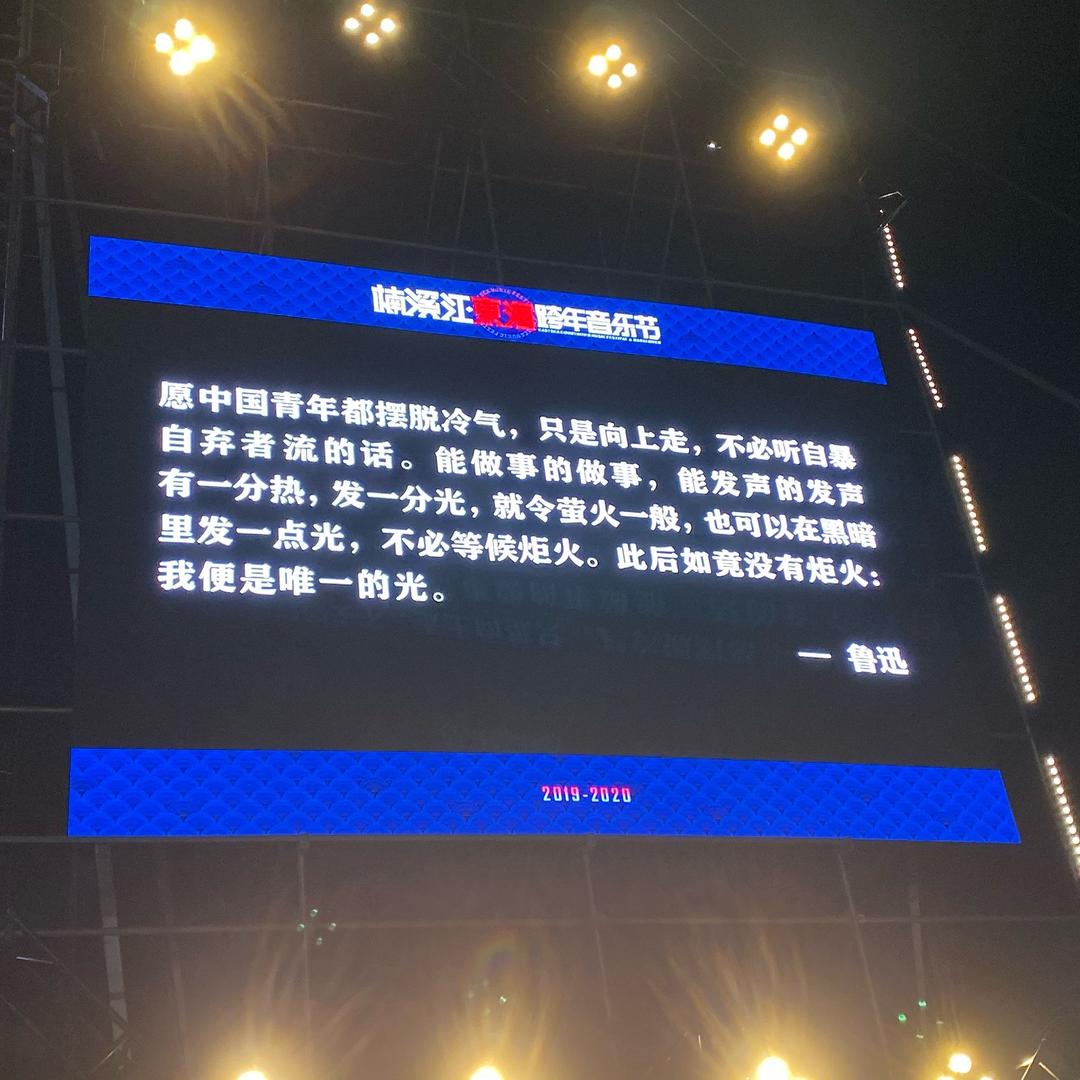 楠溪江东海跨年音乐节
愿中国青年都摆脱冷气，只是向上走，不必听自暴
自弃者流的话。能做事的做事，能发声的发声
有一分热，发一分光，就令萤火一般，也可以在黑暗
里发一点光，不必等候炬火。此后如竟没有炬火：
我便是唯一的光。
— 鲁迅
2019-2020